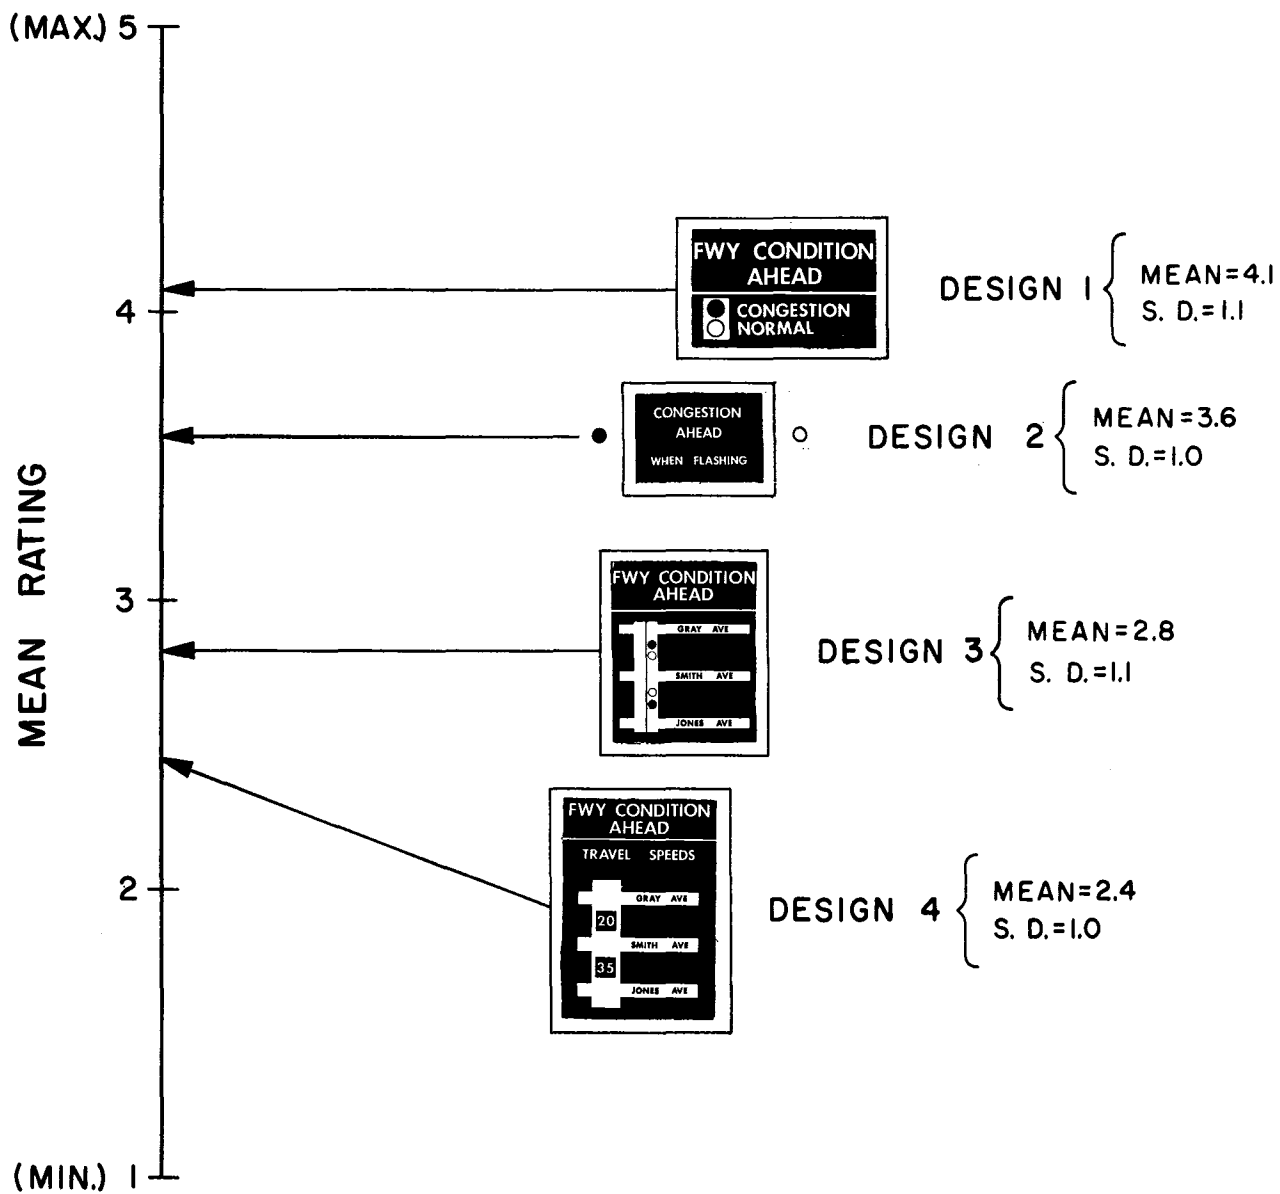 (MAX.) 5
4
3
2
(MIN.) 1
MEAN RATING
FWY CONDITION
AHEAD
CONGESTION
NORMAL
DESIGN 1
MEAN=4.1
S. D.=1.1
CONGESTION
AHEAD
WHEN FLASHING
DESIGN 2
MEAN=3.6
S. D.=1.0
FWY CONDITION
AHEAD
GRAY AVE
SMITH AVE
JONES AVE
DESIGN 3
MEAN=2.8
S. D.=1.1
FWY CONDITION
AHEAD
TRAVEL SPEEDS
GRAY AVE
20
SMITH AVE
35
JONES AVE
DESIGN 4
MEAN=2.4
S. D.=1.0